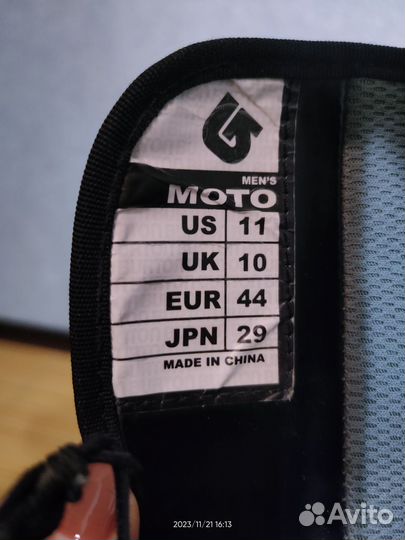 MEN'S
MOTO
US 11
UK 10
EUR 44
JPN 29
MADE IN CHINA
2023/11/21 16:13
Avito